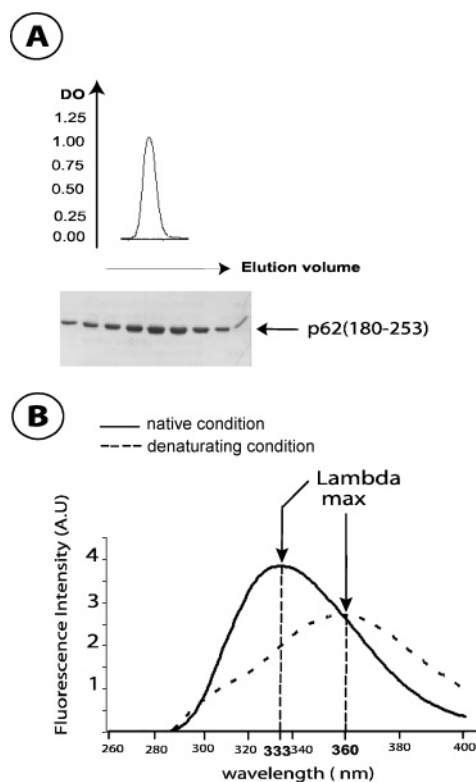 A
DO
1.25
1.00
0.75
0.50
0.25
0.00
Elution volume
p62(180-253)
B
native condition
denaturating condition
Lambda
max
Fluorescence Intensity (A.U)
4
3
2
1
260 280 300 320 333 340 360 380 400
wavelength ( nm)